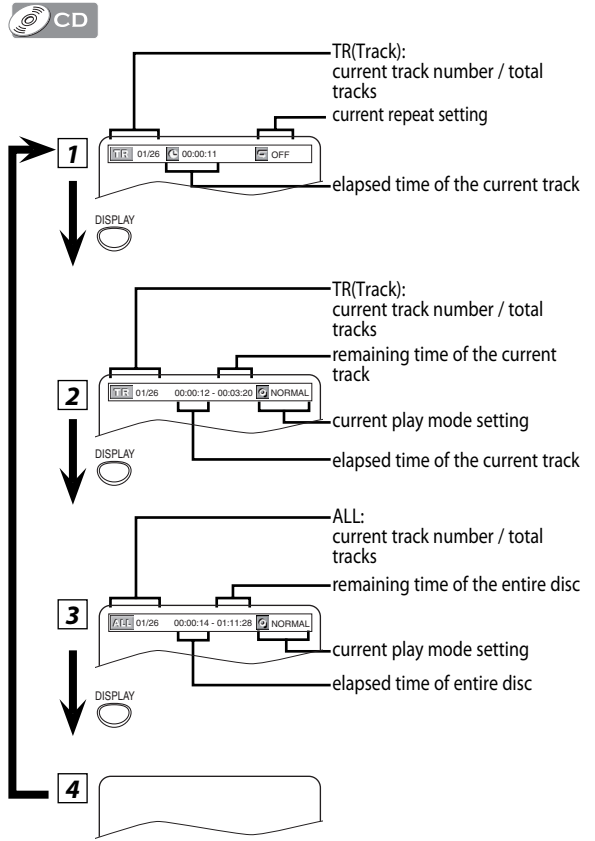 CD
TR(Track):
current track number / total
tracks
current repeat setting
1
TR 01/26 00:00:11 OFF
elapsed time of the current track
DISPLAY
TR(Track):
current track number / total
tracks
remaining time of the current
track
2
TR 01/26 00:00:12 - 00:03:20 NORMAL
current play mode setting
DISPLAY
elapsed time of the current track
ALL:
current track number / total
tracks
remaining time of the entire disc
3
ALL 01/26 00:00:14 - 01:11:28 NORMAL
current play mode setting
elapsed time of entire disc
DISPLAY
4